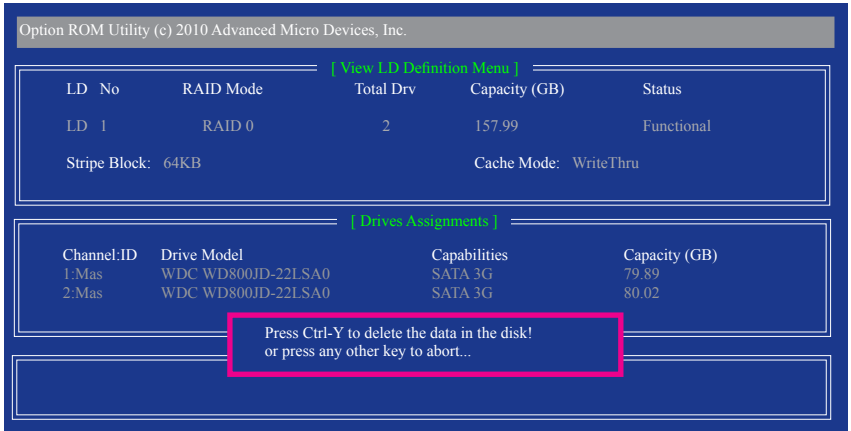 Option ROM Utility (c) 2010 Advanced Micro Devices, Inc.
[ View LD Definition Menu ]
LD No RAID Mode Total Drv Capacity (GB) Status
LD 1 RAID 0 2 157.99 Functional
Stripe Block: 64KB Cache Mode: WriteThru
[ Drives Assignments ]
Channel:ID Drive Model Capabilities Capacity (GB)
1:Mas WDC WD800JD-22LSA0 SATA 3G 79.89
2:Mas WDC WD800JD-22LSA0 SATA 3G 80.02
Press Ctrl-Y to delete the data in the disk!
or press any other key to abort...